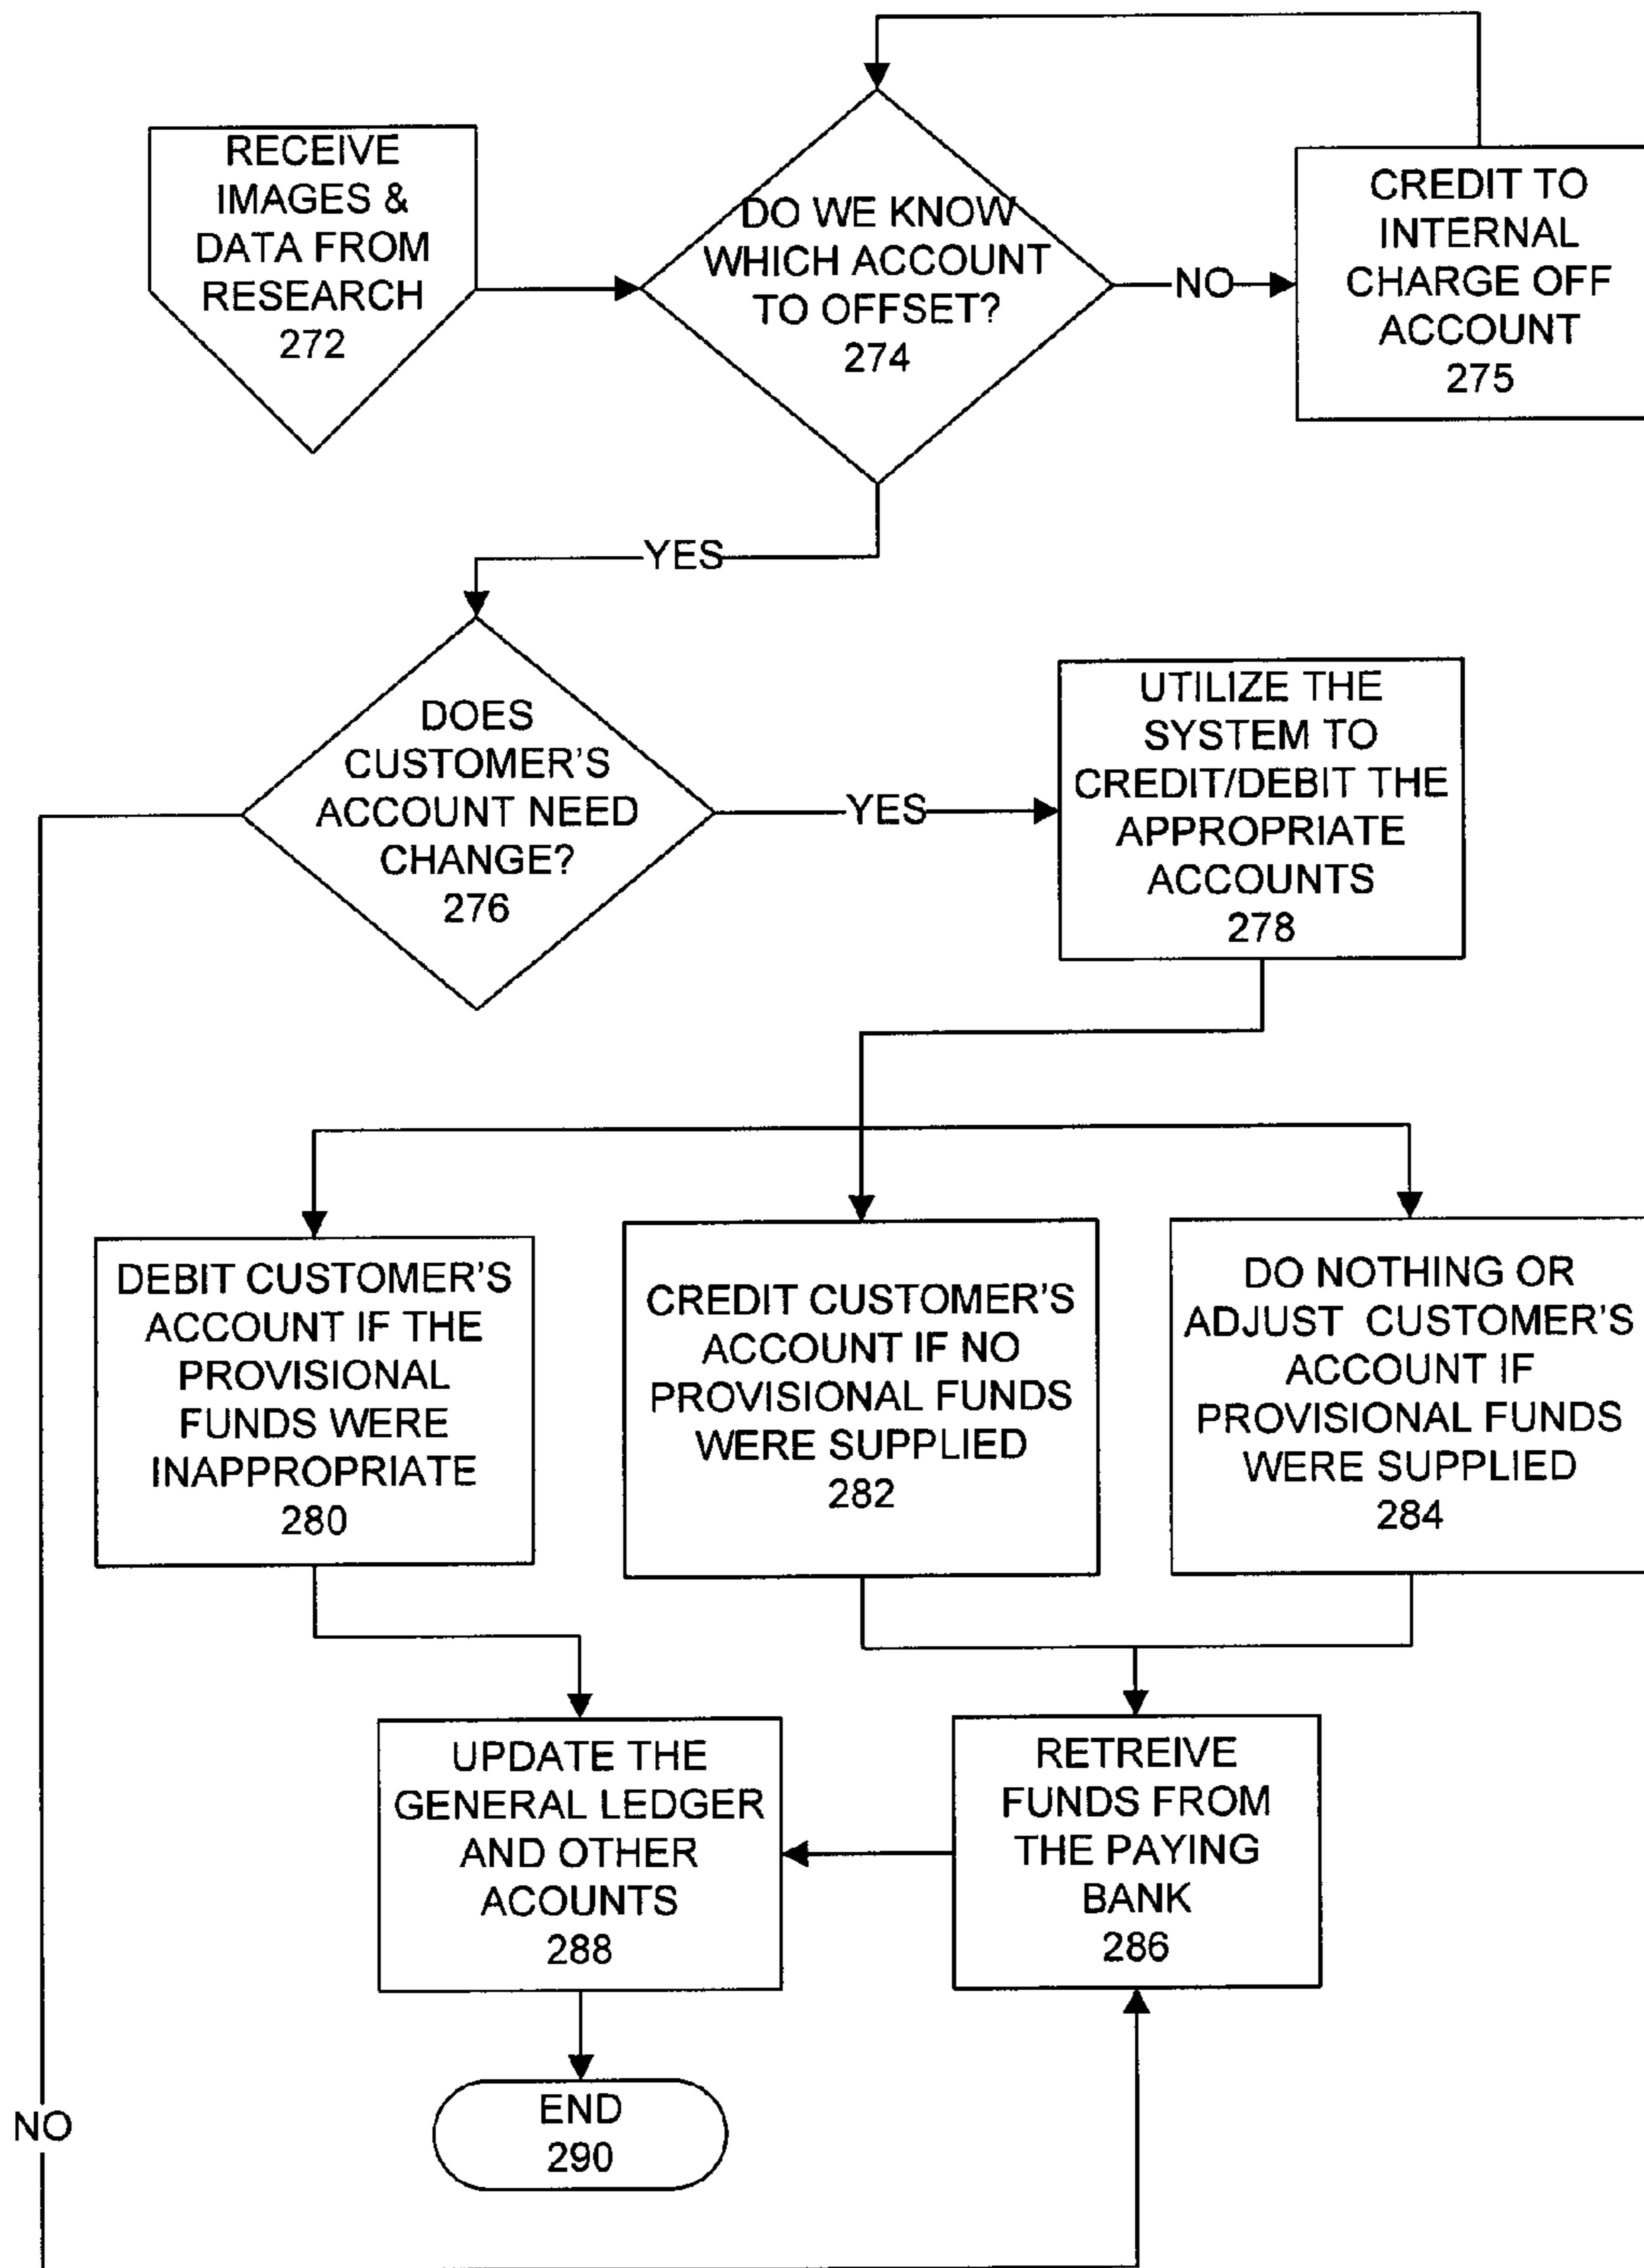 RECEIVE
IMAGES &
DATA FROM
RESEARCH
272
DO WE KNOW
WHICH ACCOUNT
TO OFFSET?
274
NO
CREDIT TO
INTERNAL
CHARGE OFF
ACCOUNT
275
YES
DOES
CUSTOMER'S
ACCOUNT NEED
CHANGE?
276
YES
UTILIZE THE
SYSTEM TO
CREDIT/DEBIT THE
APPROPRIATE
ACCOUNTS
278
DEBIT CUSTOMER'S
ACCOUNT IF THE
PROVISIONAL
FUNDS WERE
INAPPROPRIATE
280
CREDIT CUSTOMER'S
ACCOUNT IF NO
PROVISIONAL FUNDS
WERE SUPPLIED
282
DO NOTHING OR
ADJUST CUSTOMER'S
ACCOUNT IF
PROVISIONAL FUNDS
WERE SUPPLIED
284
UPDATE THE
GENERAL LEDGER
AND OTHER
ACOUNTS
288
RETREIVE
FUNDS FROM
THE PAYING
BANK
286
END
290
NO